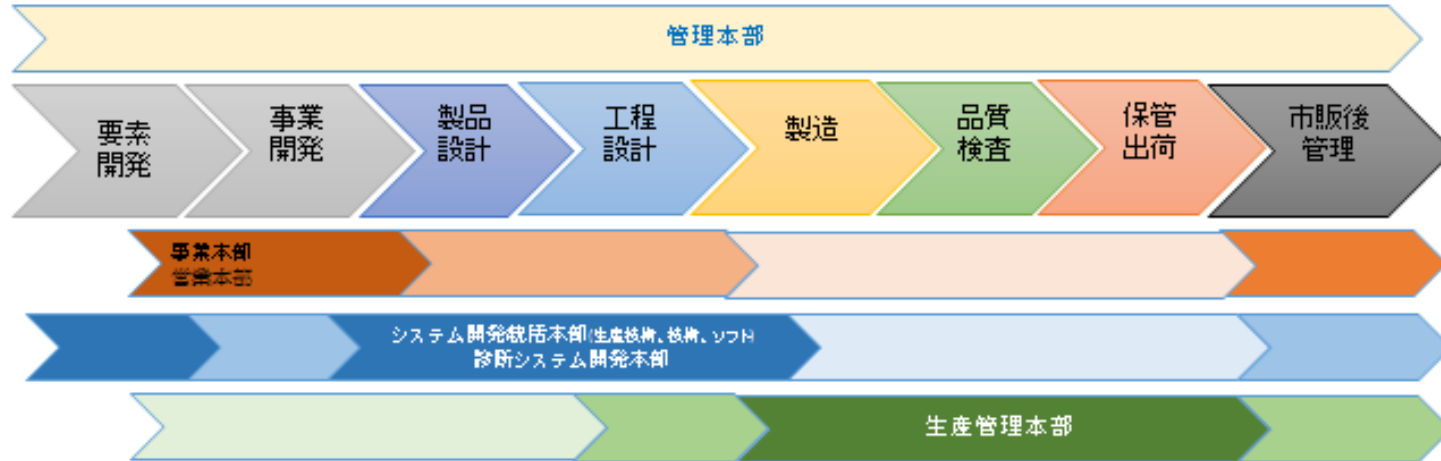 管理本部
要素
開発
事業
開発
製品
設計
工程
設計
製造
品質
検査
保管
出荷
市販後
管理
事業本部
営業本部
システム開発統括本部(生産技術、技術、ソフト)
診断システム開発本部
生産管理本部